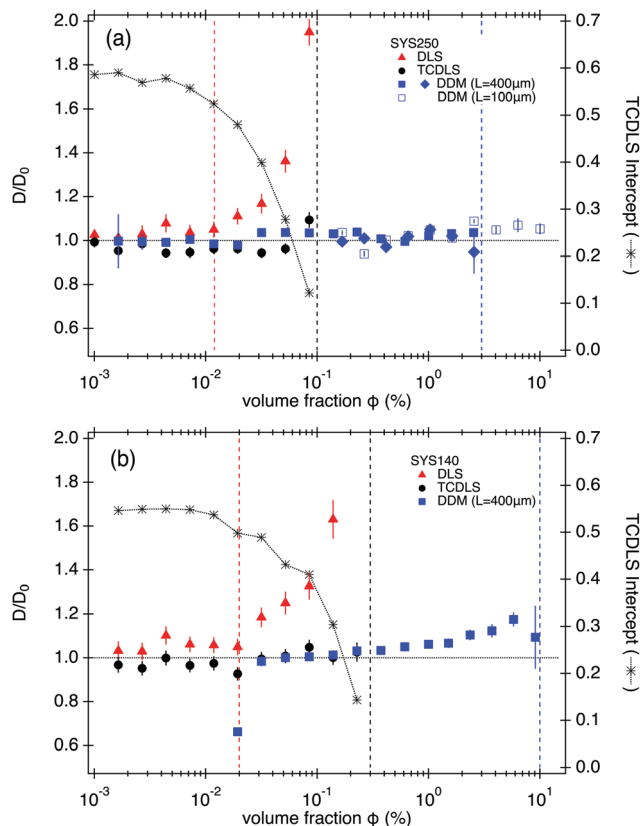 (a)
SYS250
DLS
TCDLS
DDM (L=400μm)
DDM (L=100μm)
2.0
1.8
1.6
1.4
1.2
1.0
0.8
0.6
D/D₀
0.7
0.6
0.5
0.4
0.3
0.2
0.1
0.0
TCDLS Intercept ( )
10⁻³
10⁻²
10⁻¹
10⁰
10¹
volume fraction ϕ (%)
(b)
SYS140
DLS
TCDLS
DDM (L=400μm)
2.0
1.8
1.6
1.4
1.2
1.0
0.8
0.6
D/D₀
0.7
0.6
0.5
0.4
0.3
0.2
0.1
0.0
TCDLS Intercept ( )
10⁻³
10⁻²
10⁻¹
10⁰
10¹
volume fraction ϕ (%)